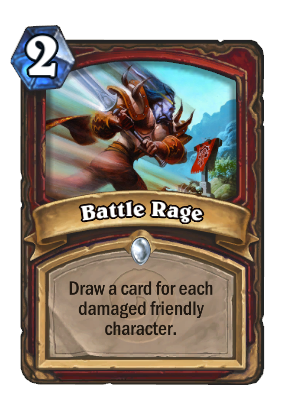 2
Battle Rage
Draw a card for each
damaged friendly
character.